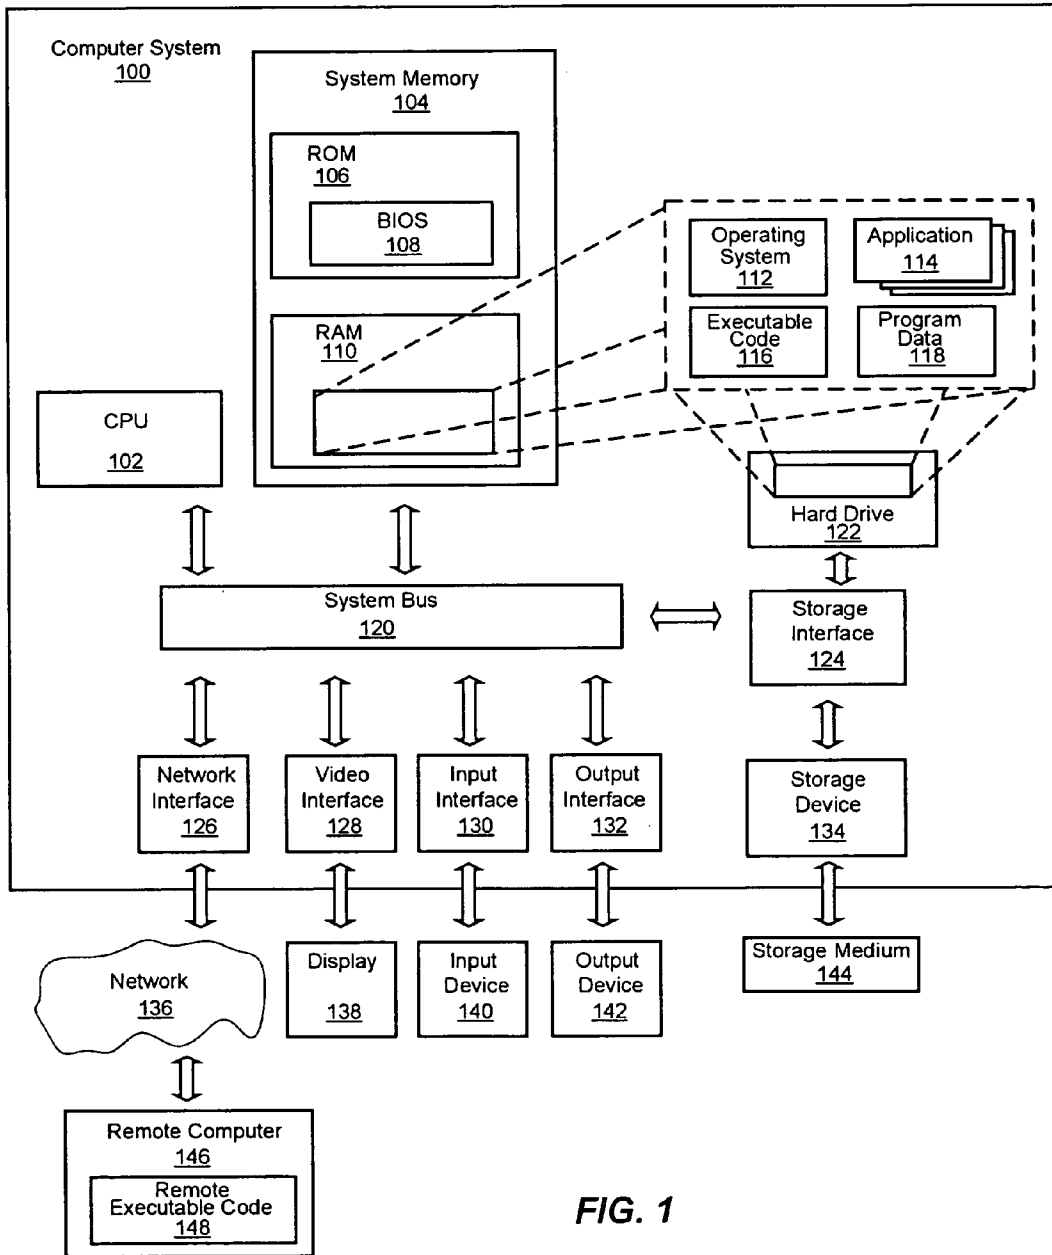 Computer System
100
System Memory
104
ROM
106
BIOS
108
RAM
110
Operating
System
112
Application
114
Executable
Code
116
Program
Data
118
CPU
102
Hard Drive
122
System Bus
120
Storage
Interface
124
Network
Interface
126
Video
Interface
128
Input
Interface
130
Output
Interface
132
Storage
Device
134
Network
136
Display
138
Input
Device
140
Output
Device
142
Storage Medium
144
Remote Computer
146
Remote
Executable Code
148
FIG. 1